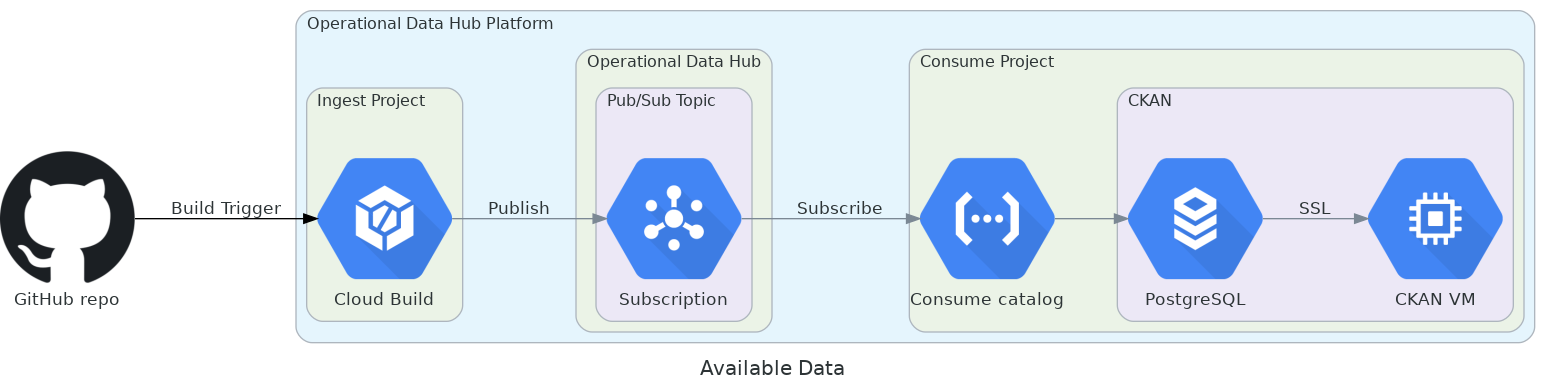 Operational Data Hub Platform
Operational Data Hub
Consume Project
Ingest Project
Pub/Sub Topic
CKAN
Build Trigger
Publish
Subscribe
SSL
GitHub repo
Cloud Build
Subscription
Consume catalog
PostgreSQL
CKAN VM
Available Data